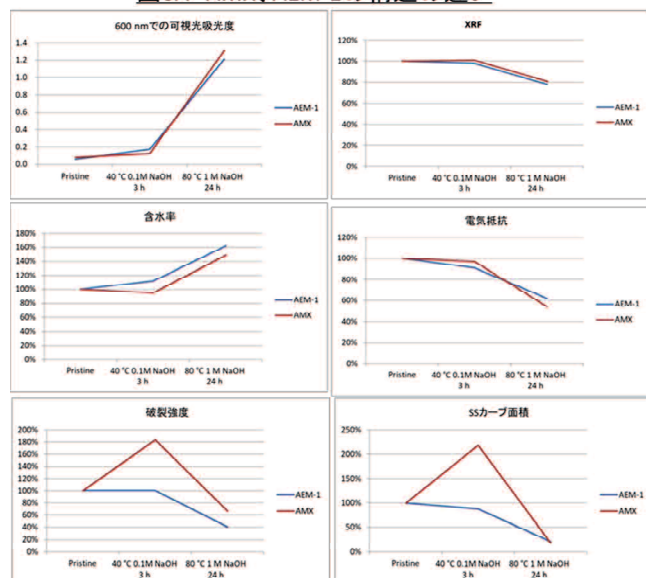 600 nmでの可視光吸光度
1.4
1.2
1.0
0.8
0.6
0.4
0.2
0.0
AEM-1
AMX
Pristine
40 °C 0.1M NaOH
3 h
80 °C 1 M NaOH
24 h
XRF
120%
100%
80%
60%
40%
20%
0%
AEM-1
AMX
Pristine
40 °C 0.1M NaOH
3 h
80 °C 1 M NaOH
24 h
含水率
180%
160%
140%
120%
100%
80%
60%
40%
20%
0%
AEM-1
AMX
Pristine
40 °C 0.1M NaOH
3 h
80 °C 1 M NaOH
24 h
電気抵抗
120%
100%
80%
60%
40%
20%
0%
AEM-1
AMX
Pristine
40 °C 0.1M NaOH
3 h
80 °C 1 M NaOH
24 h
破裂強度
200%
180%
160%
140%
120%
100%
80%
60%
40%
20%
0%
AEM-1
AMX
Pristine
40 °C 0.1M NaOH
3 h
80 °C 1 M NaOH
24 h
SSカーブ面積
250%
200%
150%
100%
50%
0%
AEM-1
AMX
Pristine
40 °C 0.1M NaOH
3 h
80 °C 1 M NaOH
24 h